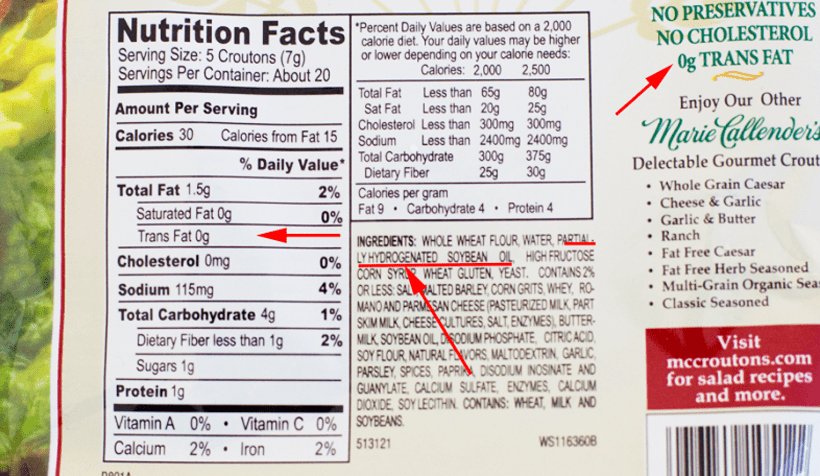 Nutrition Facts
Serving Size: 5 Croutons (7g)
Servings Per Container: About 20
Amount Per Serving
Calories 30 Calories from Fat 15
% Daily Value*
Total Fat 1.5g 2%
Saturated Fat 0g 0%
Trans Fat 0g
Cholesterol 0mg 0%
Sodium 115mg 4%
Total Carbohydrate 4g 1%
Dietary Fiber less than 1g 2%
Sugars 1g
Protein 1g
Vitamin A 0% • Vitamin C 0%
Calcium 2% • Iron 2%
*Percent Daily Values are based on a 2,000
calorie diet. Your daily values may be higher
or lower depending on your calorie needs:
Calories: 2,000 2,500
Total Fat Less than 65g 80g
Sat Fat Less than 20g 25g
Cholesterol Less than 300mg 300mg
Sodium Less than 2400mg 2400mg
Total Carbohydrate 300g 375g
Dietary Fiber 25g 30g
Calories per gram
Fat 9 • Carbohydrate 4 • Protein 4
INGREDIENTS: WHOLE WHEAT FLOUR, WATER, PARTIAL-
LY HYDROGENATED SOYBEAN OIL, HIGH FRUCTOSE
CORN SYRUP, WHEAT GLUTEN, YEAST. CONTAINS 2%
OR LESS: SALT, MALTED BARLEY, CORN GRITS, WHEY, RO-
MANO AND PARMESAN CHEESE (PASTEURIZED MILK, PART
SKIM MILK, CHEESE CULTURES, SALT, ENZYMES), BUTTER-
MILK, SOYBEAN OIL, DISODIUM PHOSPHATE, CITRIC ACID,
SOY FLOUR, NATURAL FLAVORS, MALTODEXTRIN, GARLIC,
PARSLEY, SPICES, PAPRIKA, DISODIUM INOSINATE AND
GUANYLATE, CALCIUM SULFATE, ENZYMES, CALCIUM
DIOXIDE, SOY LECITHIN. CONTAINS: WHEAT, MILK AND
SOYBEANS.
513121 WS116360B
NO PRESERVATIVES
NO CHOLESTEROL
0g TRANS FAT
Enjoy Our Other
Marie Callender's
Delectable Gourmet Crout
• Whole Grain Caesar
• Cheese & Garlic
• Garlic & Butter
• Ranch
• Fat Free Caesar
• Fat Free Herb Seasoned
• Multi-Grain Organic Sea
• Classic Seasoned
Visit
mccroutons.com
for salad recipes
and more.